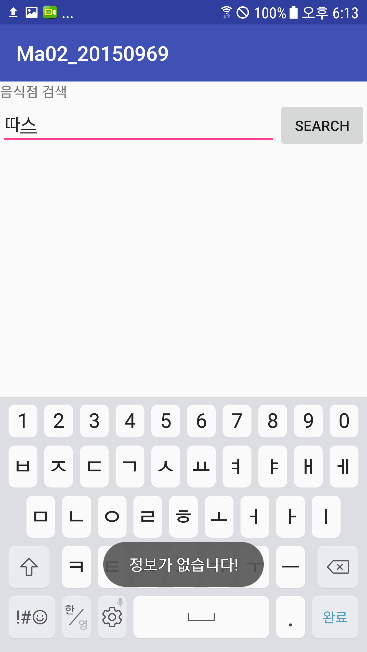 ... 100% 오후 6:13
Ma02_20150969
음식점 검색
따스 SEARCH
1 2 3 4 5 6 7 8 9 0
ㅂ ㅈ ㄷ ㄱ ㅅ ㅛ ㅕ ㅑ ㅐ ㅔ
ㅁ ㄴ ㅇ ㄹ ㅎ ㅗ ㅓ ㅏ ㅣ
ㅋ ㅡ
정보가 없습니다!
!#☺ 한/영 . 완료